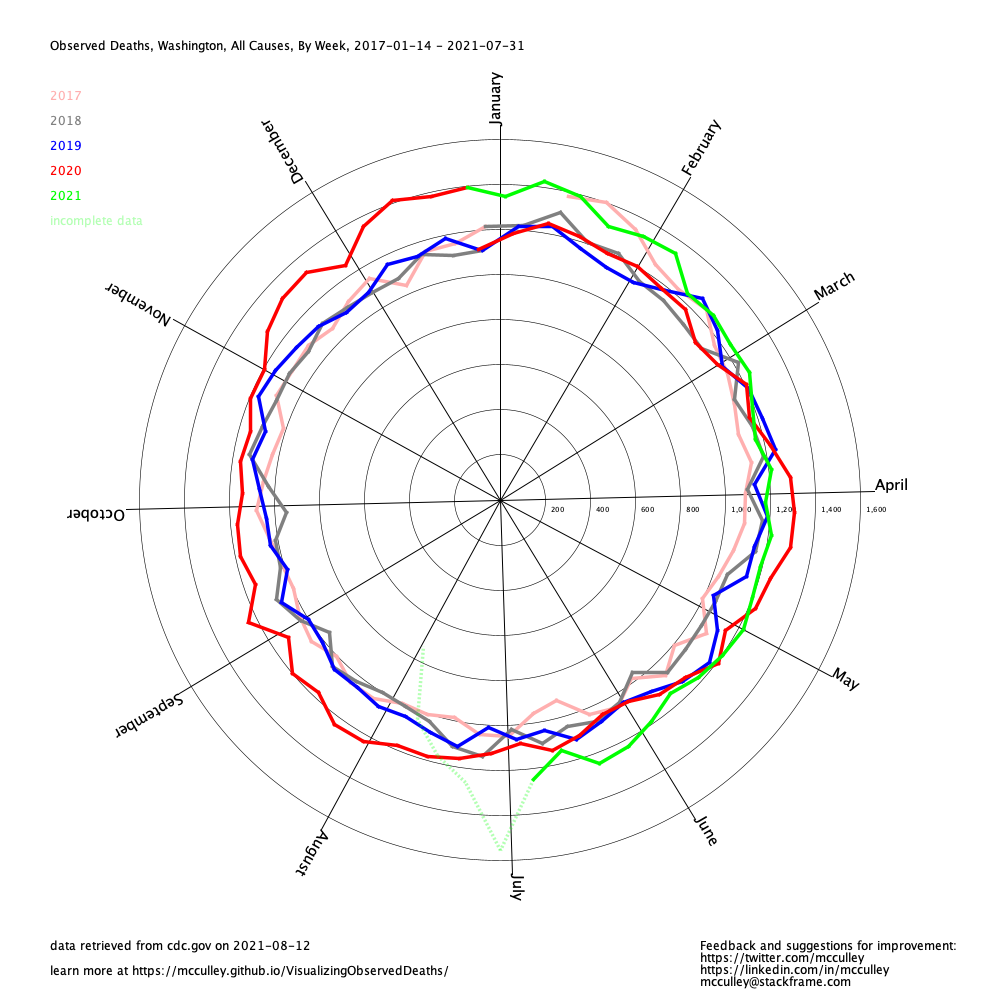 Observed Deaths, Washington, All Causes, By Week, 2017-01-14 - 2021-07-31
2017
2018
2019
2020
2021
incomplete data
January
February
March
April
May
June
July
August
September
October
November
December
200
400
600
800
1,000
1,200
1,400
1,600
data retrieved from cdc.gov on 2021-08-12
learn more at https://mcculley.github.io/VisualizingObservedDeaths/
Feedback and suggestions for improvement:
https://twitter.com/mcculley
https://linkedin.com/in/mcculley
mcculley@stackframe.com